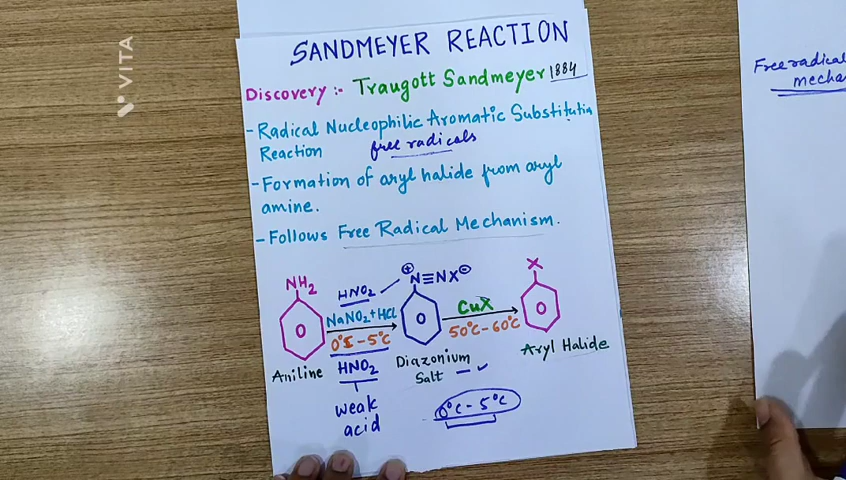 VITA
SANDMEYER REACTION
Discovery :- Traugott Sandmeyer 1884
- Radical Nucleophilic Aromatic Substitution
Reaction free radicals
- Formation of aryl halide from aryl
amine.
- Follows Free Radical Mechanism.
NH2 HNO2 ⊕ N≡NX⊖ X
NaNO2+HCl CuX
0°C - 5°C 50°C - 60°C
Aniline HNO2 Diazonium Aryl Halide
Salt
weak 0°C - 5°C
acid
Free radical
mecha